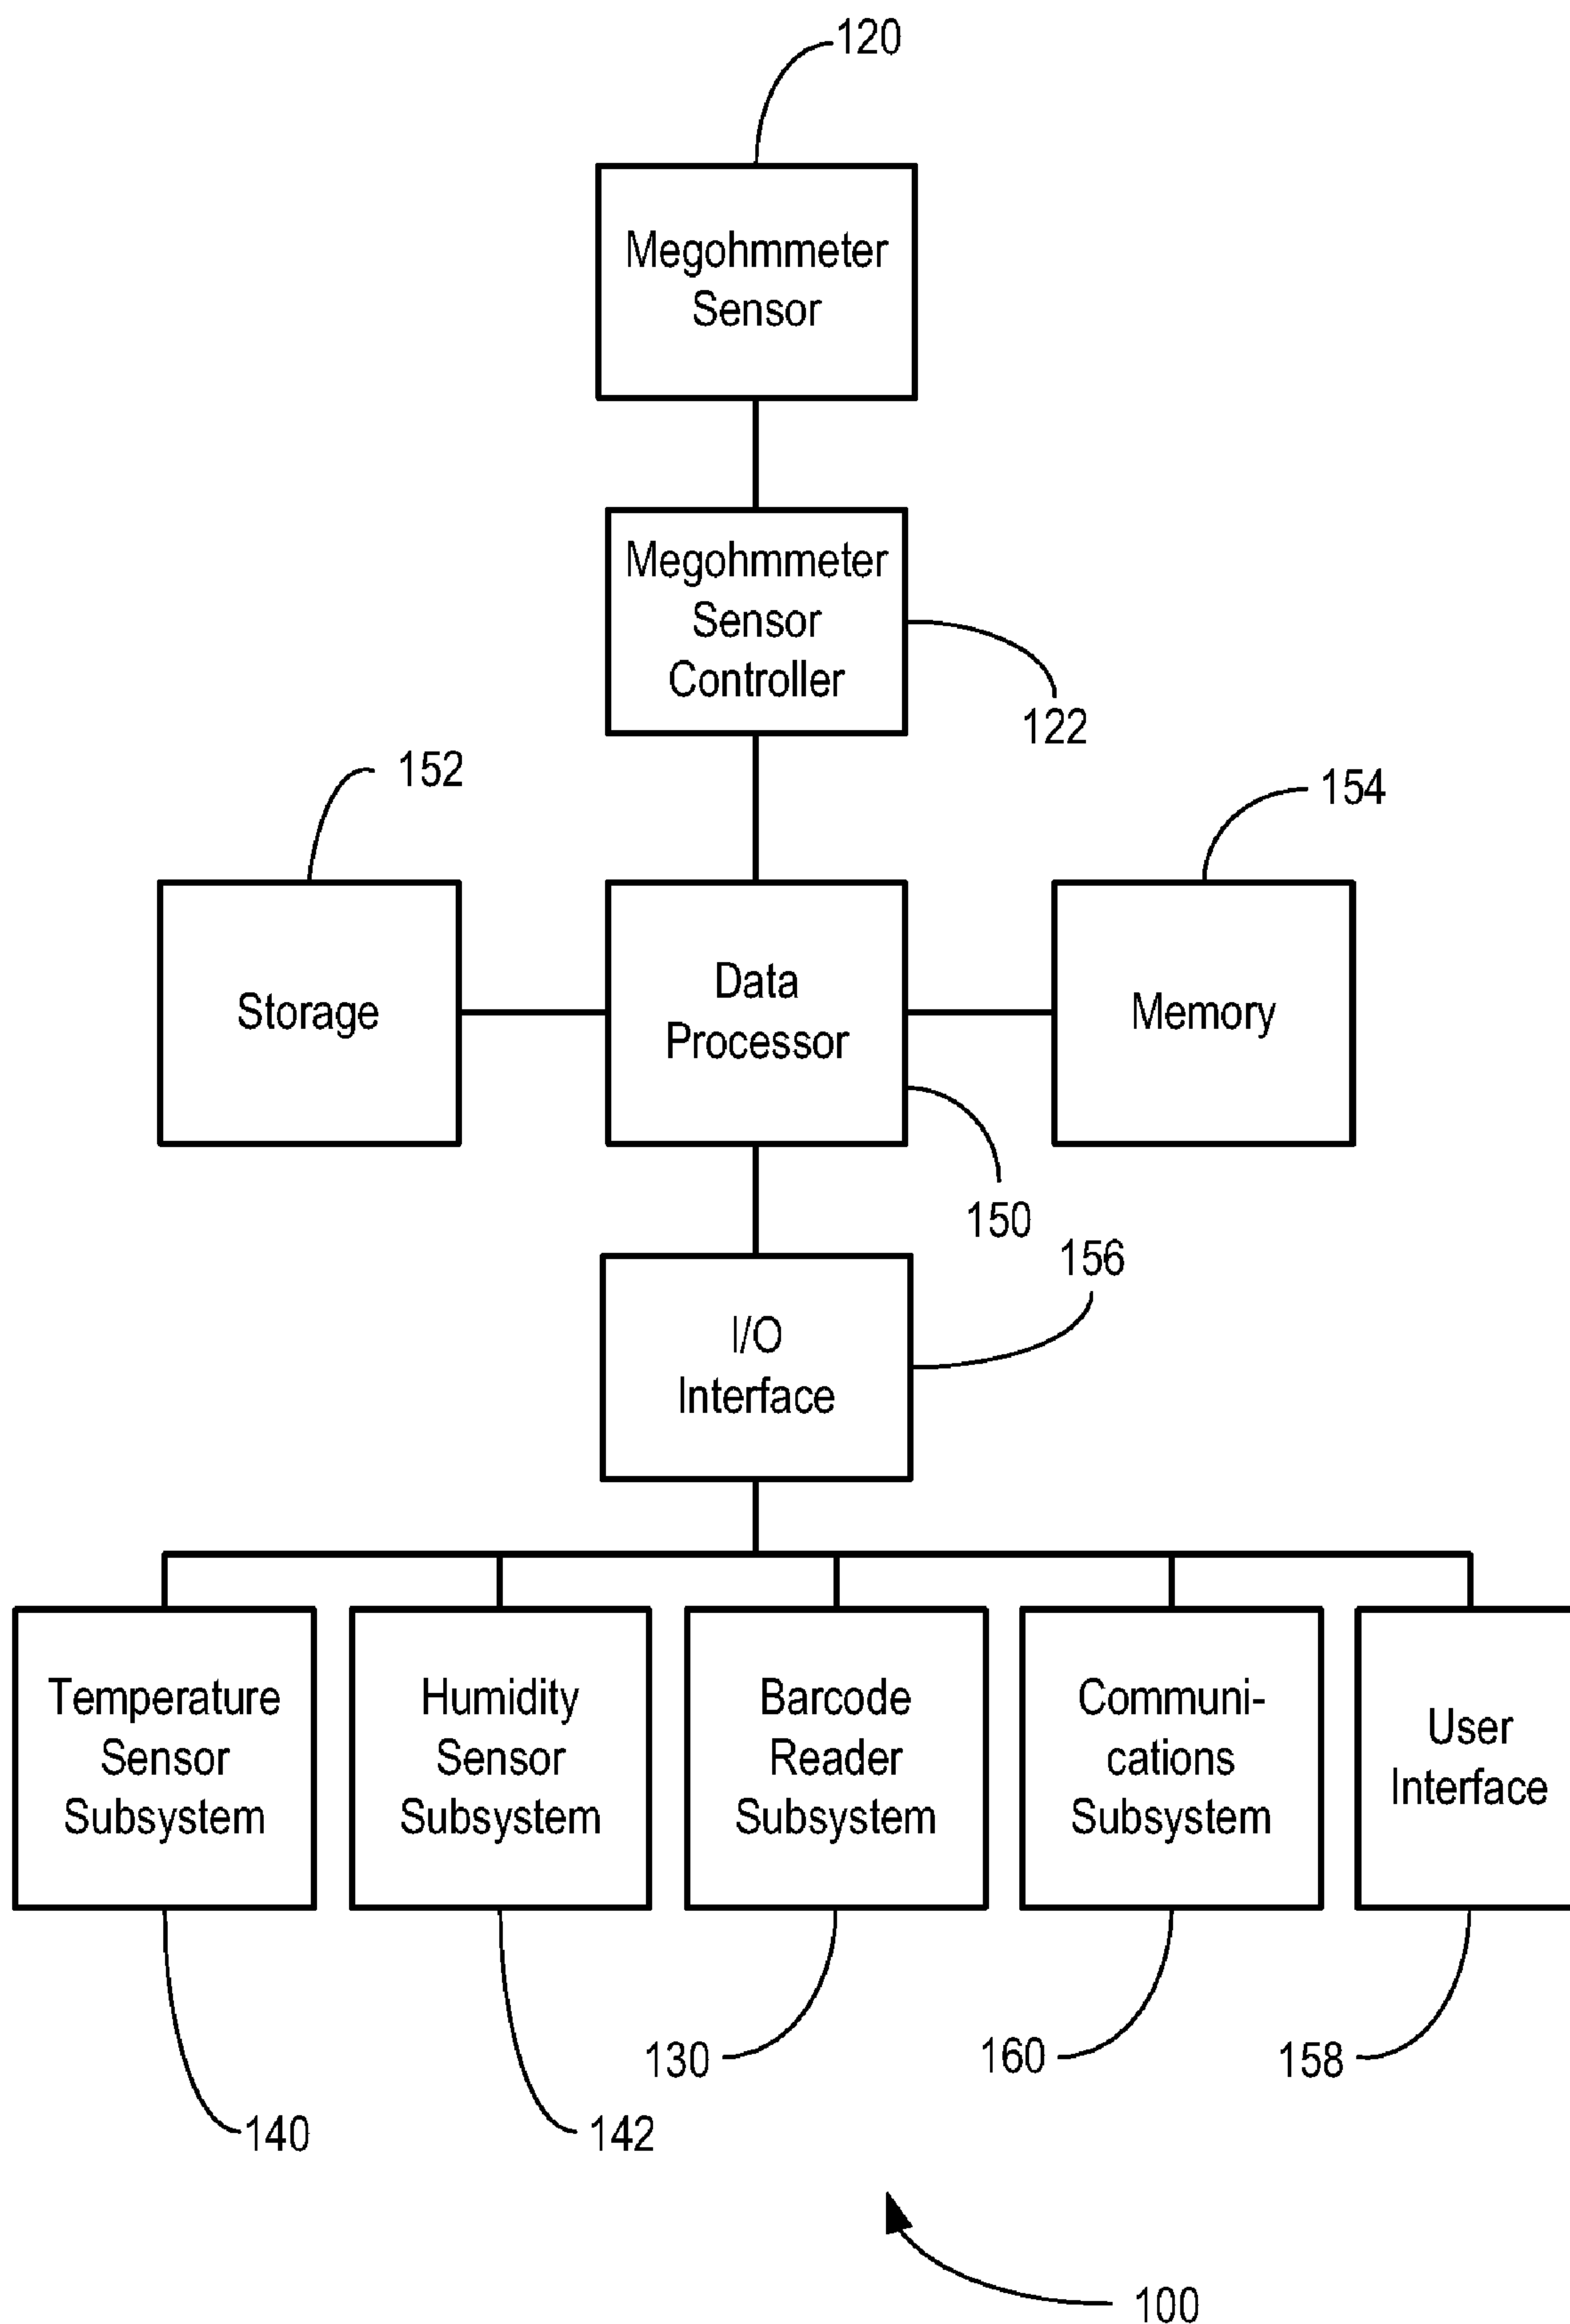 120
Megohmmeter
Sensor
Megohmmeter
Sensor
Controller
122
152
154
Storage
Data
Processor
Memory
150
156
I/O
Interface
Temperature
Sensor
Subsystem
Humidity
Sensor
Subsystem
Barcode
Reader
Subsystem
Communi-
cations
Subsystem
User
Interface
130
160
158
140
142
100